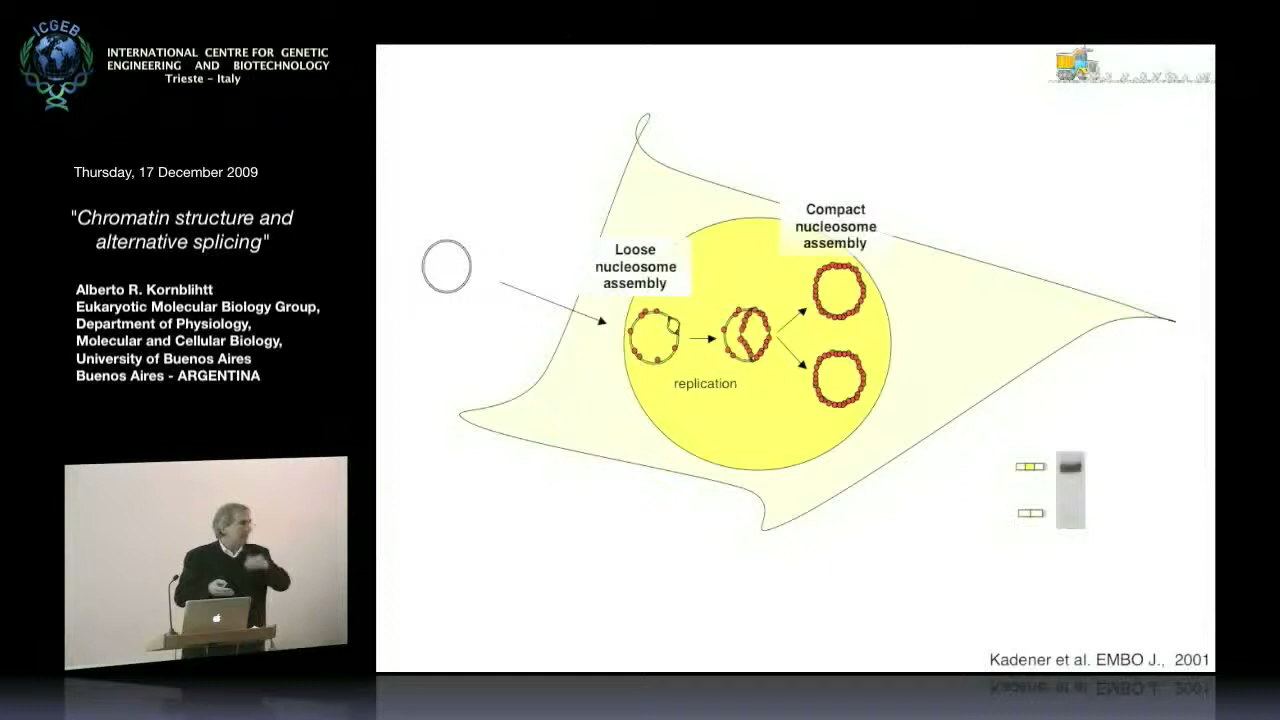 ICGEB
INTERNATIONAL CENTRE FOR GENETIC
ENGINEERING AND BIOTECHNOLOGY
Trieste - Italy
Thursday, 17 December 2009
"Chromatin structure and
alternative splicing"
Alberto R. Kornblihtt
Eukaryotic Molecular Biology Group,
Department of Physiology,
Molecular and Cellular Biology,
University of Buenos Aires
Buenos Aires - ARGENTINA
Loose
nucleosome
assembly
Compact
nucleosome
assembly
replication
Kadener et al. EMBO J., 2001